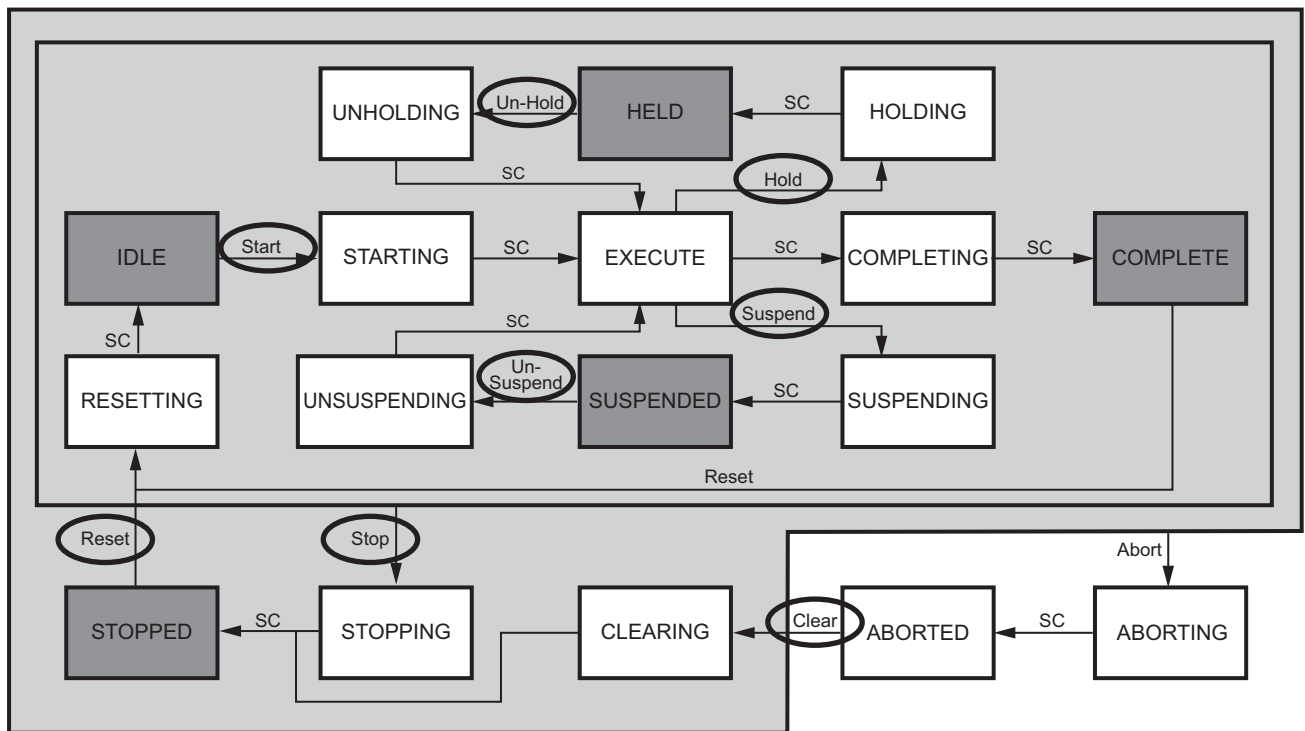 Un-Hold
SC
UNHOLDING
HELD
HOLDING
SC
Hold
Start
SC
SC
SC
IDLE
STARTING
EXECUTE
COMPLETING
COMPLETE
SC
Suspend
SC
Un-
Suspend
SC
RESETTING
UNSUSPENDING
SUSPENDED
SUSPENDING
Reset
Reset
Stop
Abort
SC
Clear
SC
STOPPED
STOPPING
CLEARING
ABORTED
ABORTING